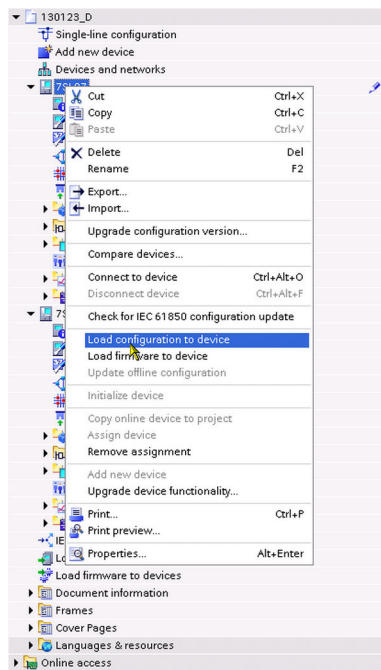 130123_D
Single-line configuration
Add new device
Devices and networks
Cut Ctrl+X
Copy Ctrl+C
Paste Ctrl+V
Delete Del
Rename F2
Export...
Import...
Upgrade configuration version...
Compare devices...
Connect to device Ctrl+Alt+O
Disconnect device Ctrl+Alt+F
Check for IEC 61850 configuration update
Load configuration to device
Load firmware to device
Update offline configuration
Initialize device
Copy online device to project
Assign device
Remove assignment
Add new device
Upgrade device functionality...
Print... Ctrl+P
Print preview...
Properties... Alt+Enter
Load firmware to devices
Document information
Frames
Cover Pages
Languages & resources
Online access